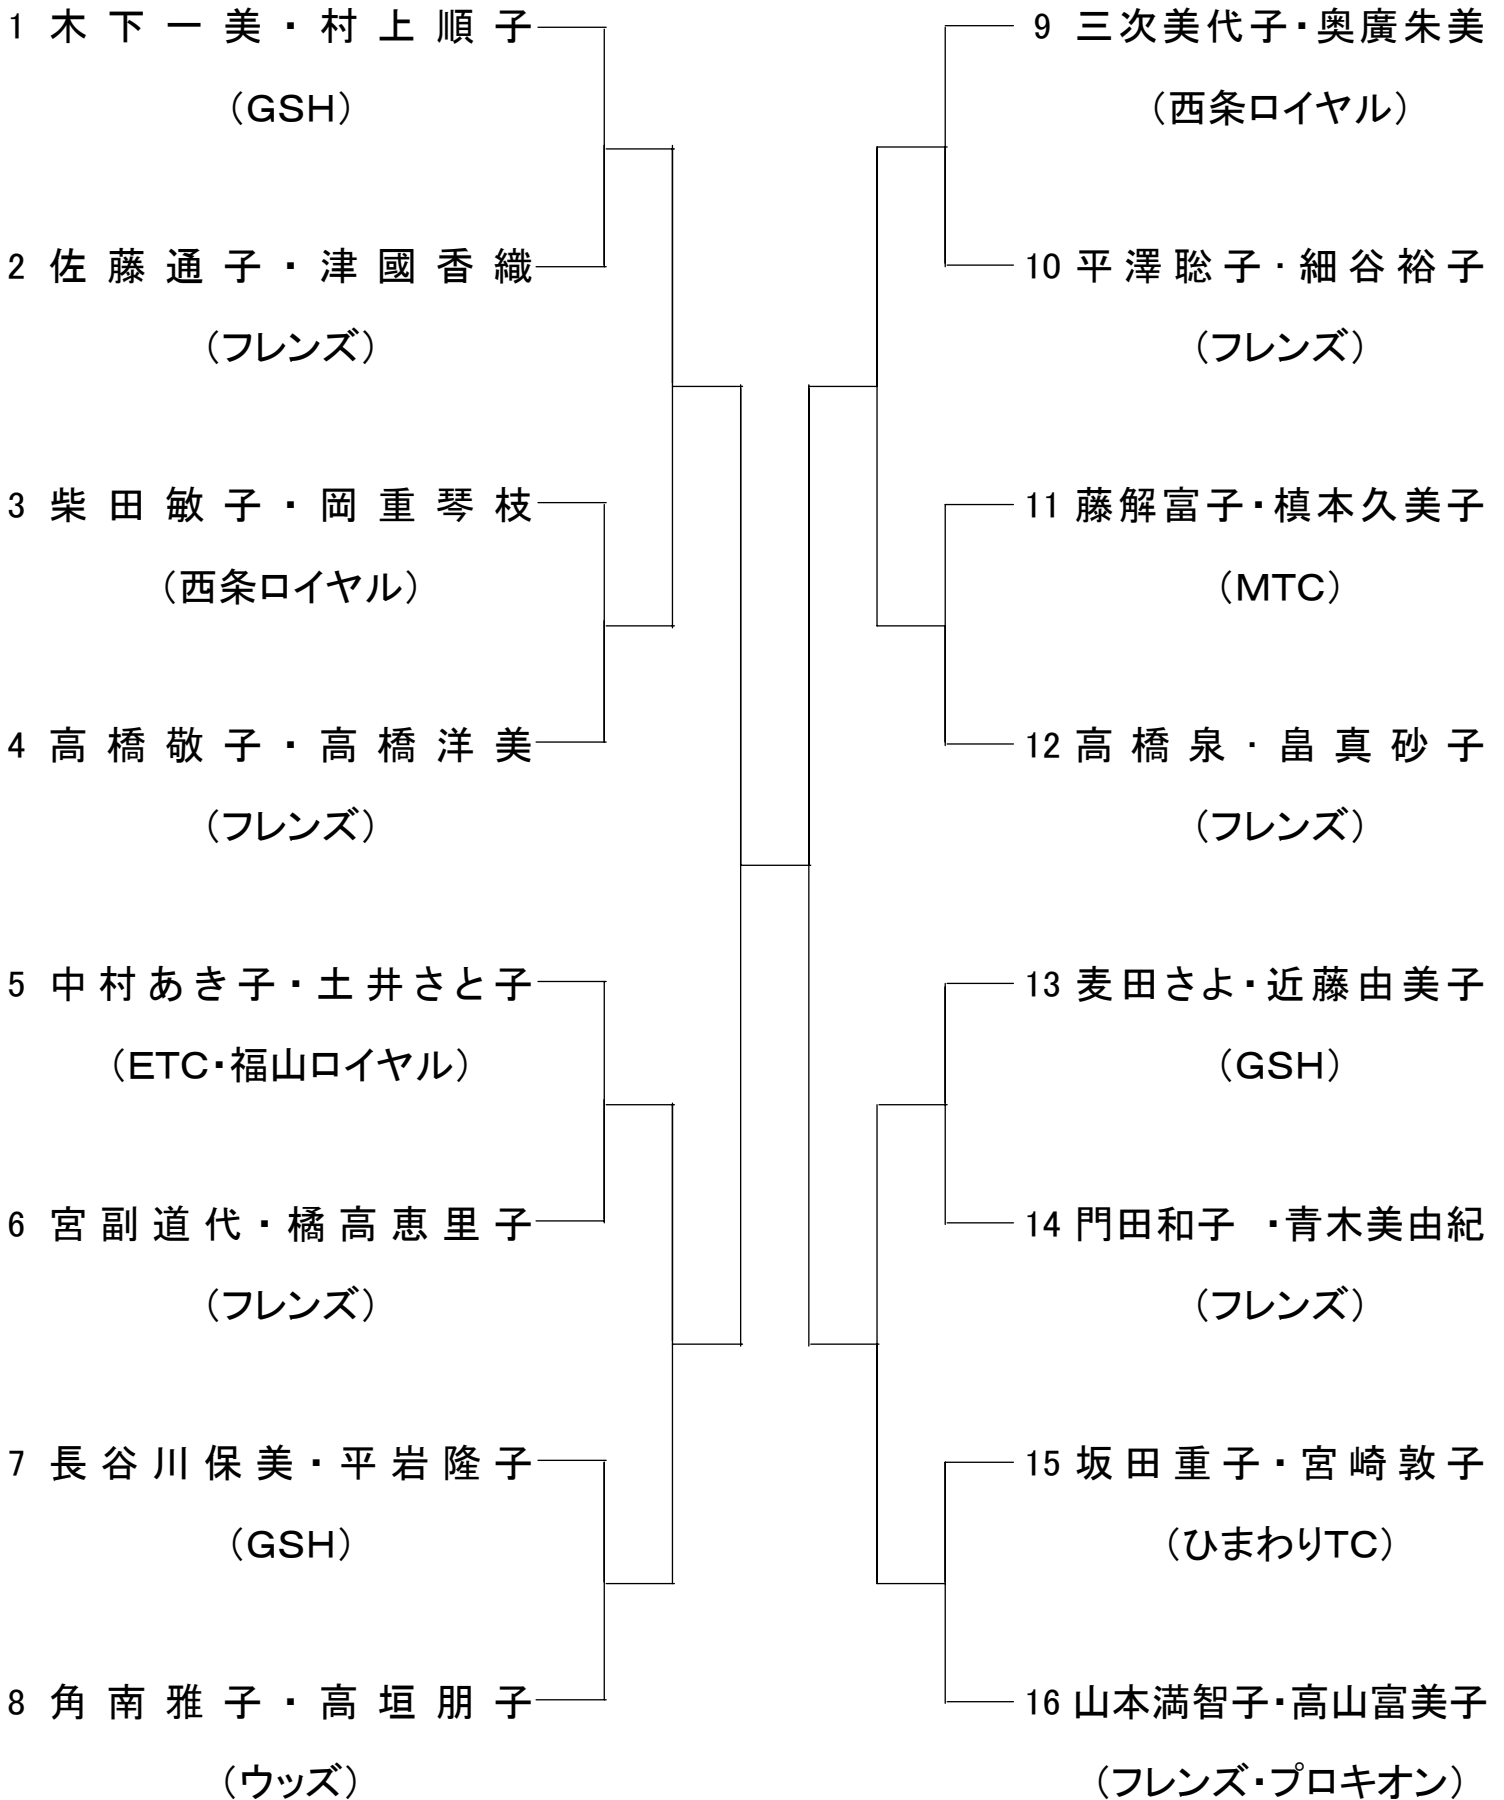 1 木下一美・村上順子
（GSH）
2 佐藤通子・津國香織
（フレンズ）
3 柴田敏子・岡重琴枝
（西条ロイヤル）
4 高橋敬子・高橋洋美
（フレンズ）
5 中村あき子・土井さと子
（ETC・福山ロイヤル）
6 宮副道代・橘高恵里子
（フレンズ）
7 長谷川保美・平岩隆子
（GSH）
8 角南雅子・高垣朋子
（ウッズ）
9 三次美代子・奥廣朱美
（西条ロイヤル）
10 平澤聡子・細谷裕子
（フレンズ）
11 藤解富子・槙本久美子
（MTC）
12 高橋泉・畠真砂子
（フレンズ）
13 麦田さよ・近藤由美子
（GSH）
14 門田和子 ・青木美由紀
（フレンズ）
15 坂田重子・宮崎敦子
（ひまわりTC）
16 山本満智子・高山富美子
（フレンズ・プロキオン）